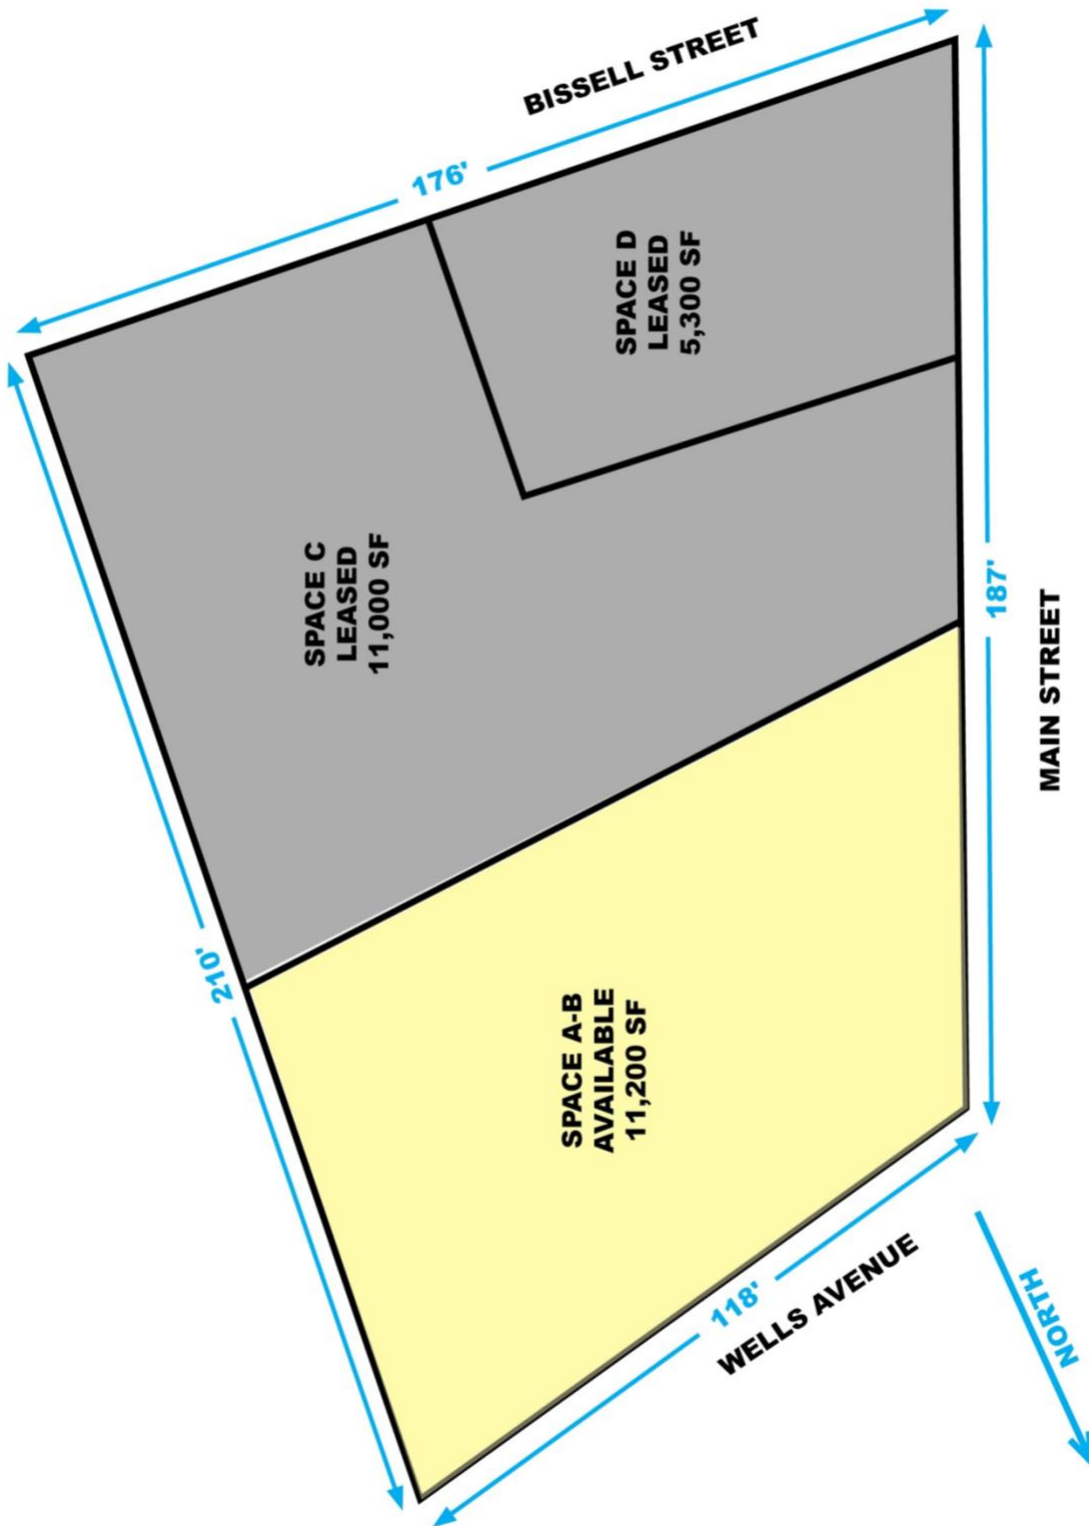 BISSELL STREET
176'
SPACE D
LEASED
5,300 SF
SPACE C
LEASED
11,000 SF
187'
MAIN STREET
210'
SPACE A-B
AVAILABLE
11,200 SF
118'
WELLS AVENUE
NORTH